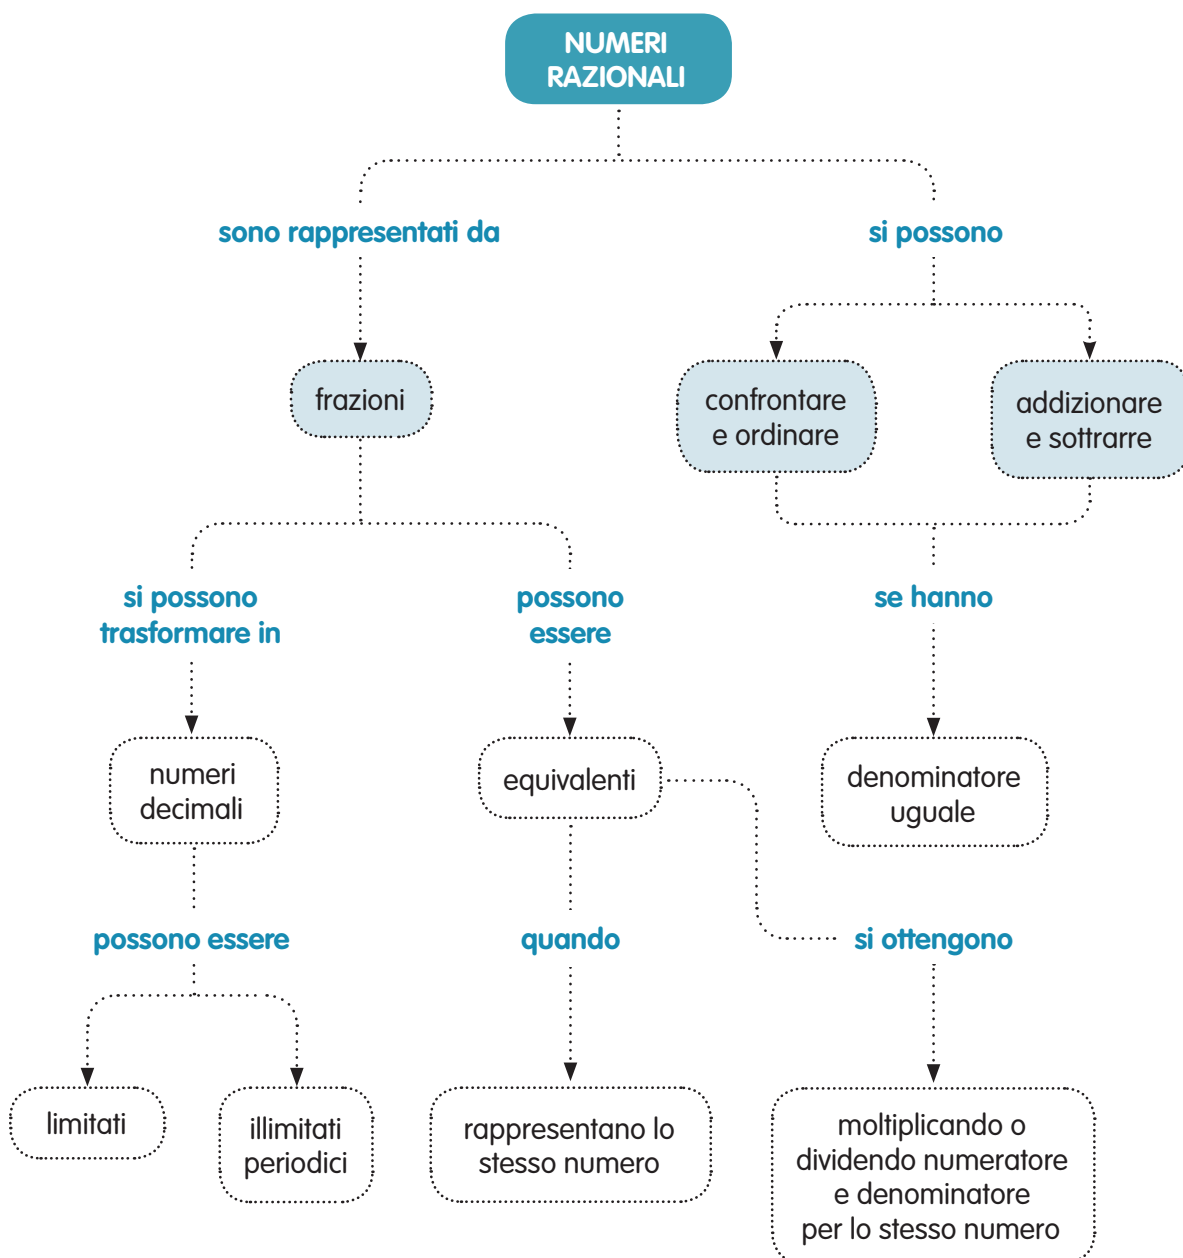 NUMERI
RAZIONALI
sono rappresentati da
si possono
frazioni
confrontare
e ordinare
addizionare
e sottrarre
si possono
trasformare in
possono
essere
se hanno
numeri
decimali
equivalenti
denominatore
uguale
possono essere
quando
si ottengono
limitati
illimitati
periodici
rappresentano lo
stesso numero
moltiplicando o
dividendo numeratore
e denominatore
per lo stesso numero